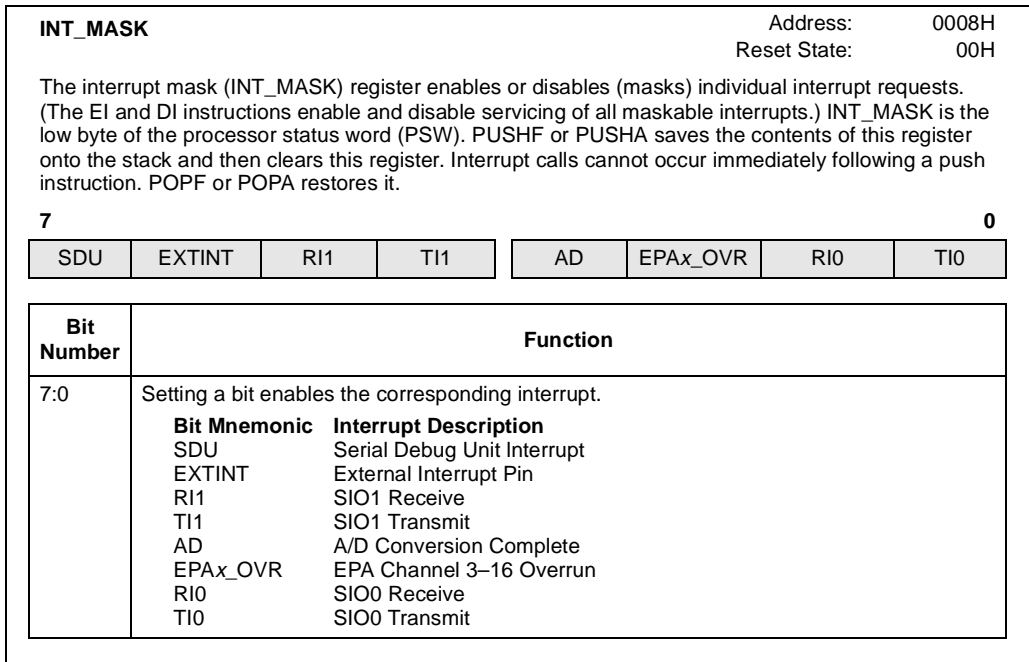 INT_MASK
Address: 0008H
Reset State: 00H
The interrupt mask (INT_MASK) register enables or disables (masks) individual interrupt requests.
(The EI and DI instructions enable and disable servicing of all maskable interrupts.) INT_MASK is the
low byte of the processor status word (PSW). PUSHF or PUSHA saves the contents of this register
onto the stack and then clears this register. Interrupt calls cannot occur immediately following a push
instruction. POPF or POPA restores it.
7 0
SDU EXTINT RI1 TI1 AD EPAx_OVR RI0 TI0
Bit Number Function
7:0 Setting a bit enables the corresponding interrupt.
Bit Mnemonic Interrupt Description
SDU Serial Debug Unit Interrupt
EXTINT External Interrupt Pin
RI1 SIO1 Receive
TI1 SIO1 Transmit
AD A/D Conversion Complete
EPAx_OVR EPA Channel 3–16 Overrun
RI0 SIO0 Receive
TI0 SIO0 Transmit